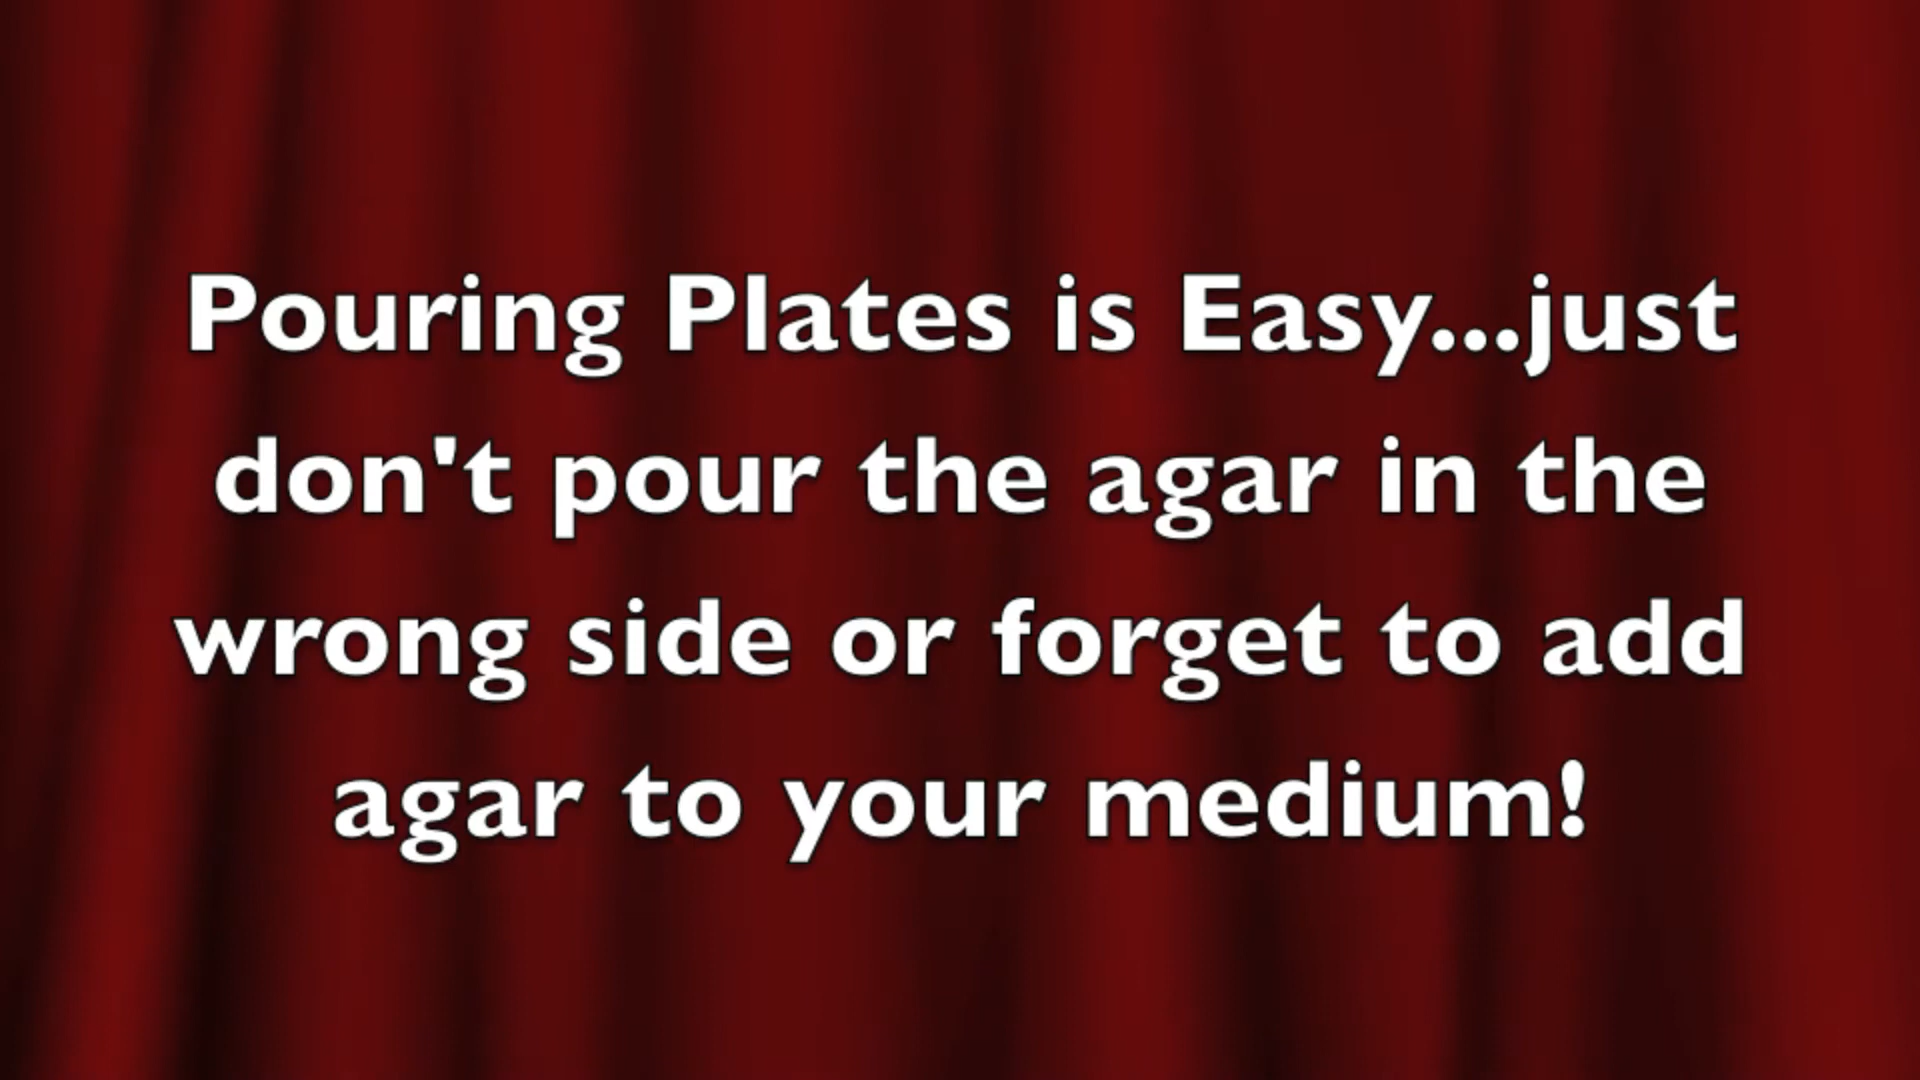 Pouring Plates is Easy...just
don't pour the agar in the
wrong side or forget to add
agar to your medium!